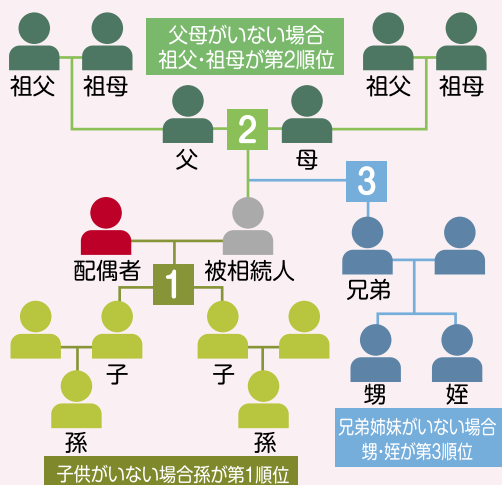 父母がいない場合
祖父・祖母が第2順位
祖父
祖母
祖父
祖母
2
父
母
3
配偶者
被相続人
兄弟
1
子
子
甥
姪
孫
孫
兄弟姉妹がいない場合
甥・姪が第3順位
子供がいない場合孫が第1順位